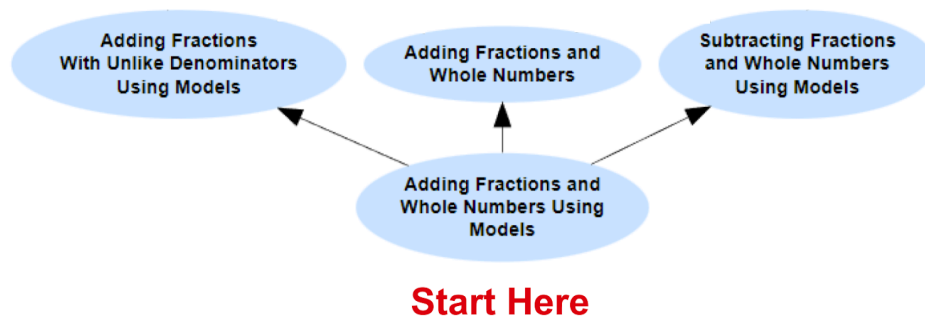 Adding Fractions
With Unlike Denominators
Using Models
Adding Fractions and
Whole Numbers
Subtracting Fractions
and Whole Numbers
Using Models
Adding Fractions and
Whole Numbers Using
Models
Start Here